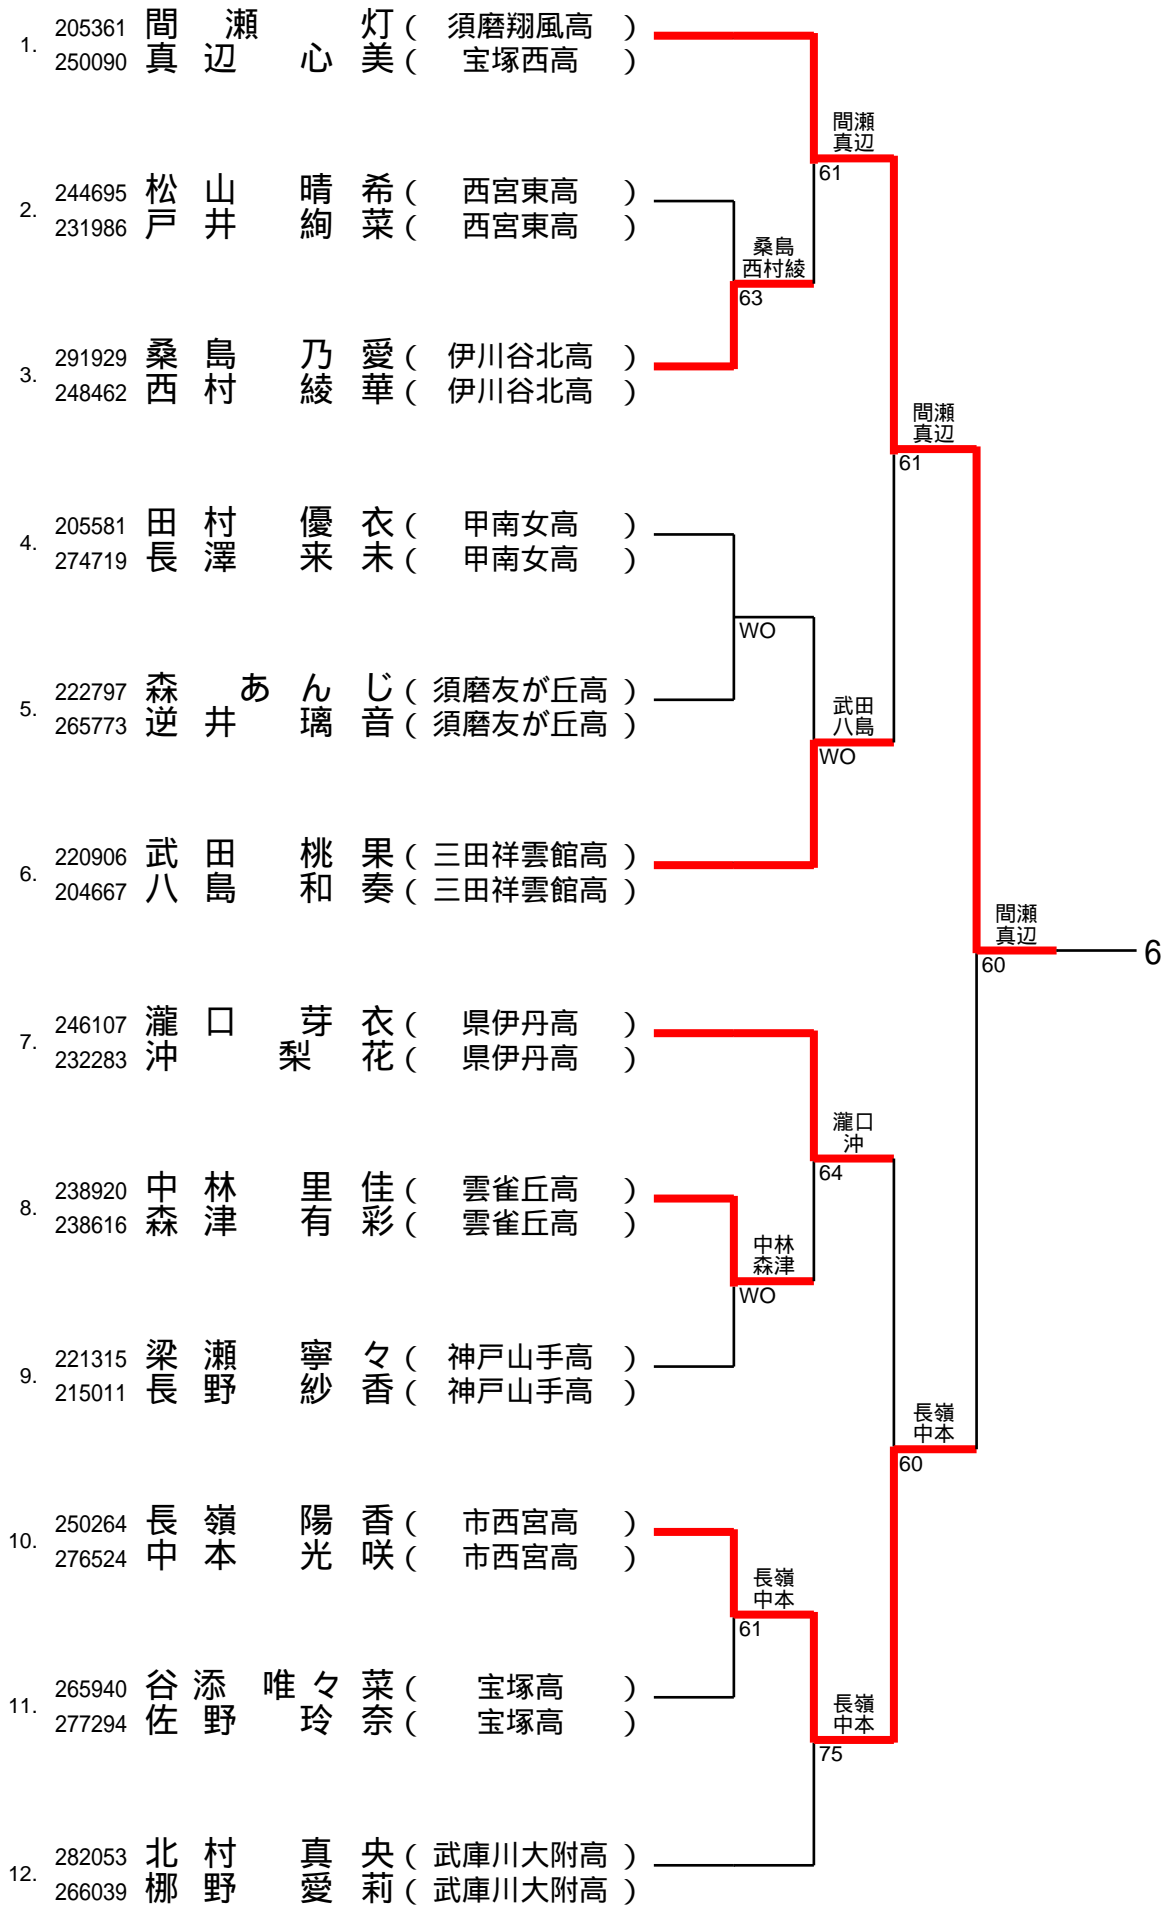 1. 205361 間瀬 灯 ( 須磨翔風高 )
250090 真辺 心美 ( 宝塚西高 )
間瀬
真辺
61
2. 244695 松山 晴希 ( 西宮東高 )
231986 戸井 絢菜 ( 西宮東高 )
桑島
西村綾
63
3. 291929 桑島 乃愛 ( 伊川谷北高 )
248462 西村 綾華 ( 伊川谷北高 )
間瀬
真辺
61
4. 205581 田村 優衣 ( 甲南女高 )
274719 長澤 来未 ( 甲南女高 )
WO
5. 222797 森 あんじ ( 須磨友が丘高 )
265773 逆井 璃音 ( 須磨友が丘高 )
武田
八島
WO
6. 220906 武田 桃果 ( 三田祥雲館高 )
204667 八島 和奏 ( 三田祥雲館高 )
間瀬
真辺
60
6
7. 246107 瀧口 芽衣 ( 県伊丹高 )
232283 沖 梨花 ( 県伊丹高 )
瀧口
沖
64
8. 238920 中林 里佳 ( 雲雀丘高 )
238616 森津 有彩 ( 雲雀丘高 )
中林
森津
WO
9. 221315 梁瀬 寧々 ( 神戸山手高 )
215011 長野 紗香 ( 神戸山手高 )
長嶺
中本
60
10. 250264 長嶺 陽香 ( 市西宮高 )
276524 中本 光咲 ( 市西宮高 )
長嶺
中本
61
11. 265940 谷添 唯々菜 ( 宝塚高 )
277294 佐野 玲奈 ( 宝塚高 )
長嶺
中本
75
12. 282053 北村 真央 ( 武庫川大附高 )
266039 梛野 愛莉 ( 武庫川大附高 )